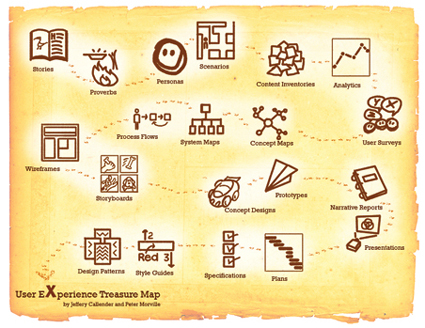 Stories
Proverbs
Personas
Scenarios
Content Inventories
Analytics
Process Flows
System Maps
Concept Maps
User Surveys
Wireframes
Storyboards
Concept Designs
Prototypes
Narrative Reports
Presentations
Design Patterns
2
Red 3
Style Guides
Specifications
Plans
User EXperience Treasure Map
by Jeffery Callender and Peter Morville